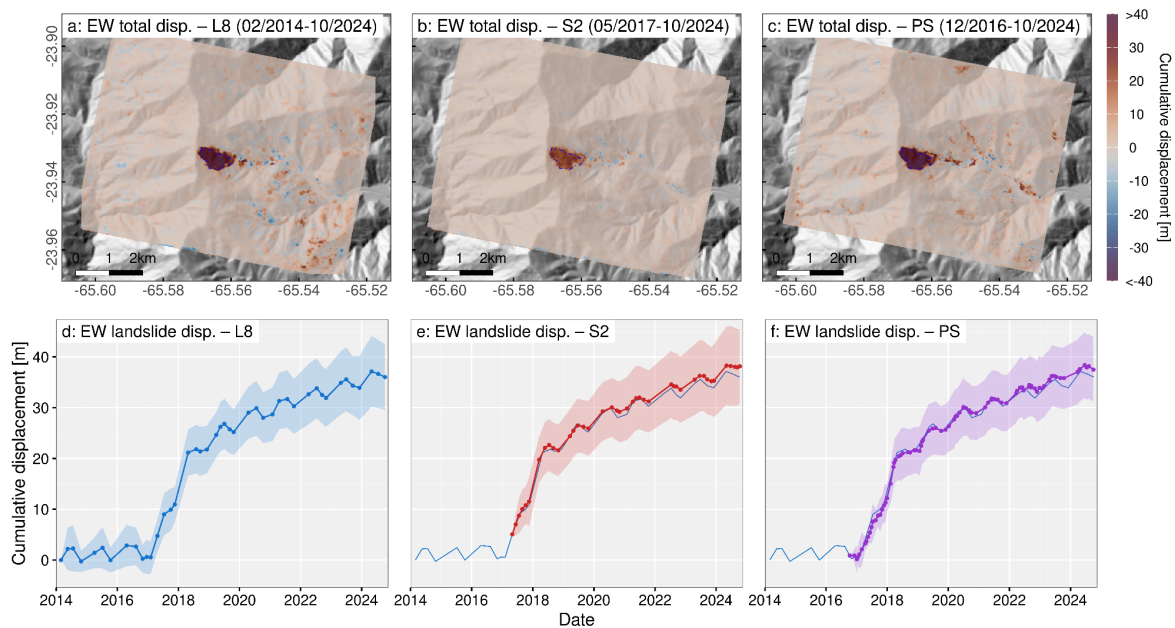 a: EW total disp. – L8 (02/2014-10/2024)
b: EW total disp. – S2 (05/2017-10/2024)
c: EW total disp. – PS (12/2016-10/2024)
-23.90
-23.92
-23.94
-23.96
0 1 2km
0 1 2km
0 1 2km
-65.60 -65.58 -65.56 -65.54 -65.52
-65.60 -65.58 -65.56 -65.54 -65.52
-65.60 -65.58 -65.56 -65.54 -65.52
>40
30
20
10
0
-10
-20
-30
<-40
Cumulative displacement [m]
d: EW landslide disp. – L8
e: EW landslide disp. – S2
f: EW landslide disp. – PS
Cumulative displacement [m]
40
30
20
10
0
2014 2016 2018 2020 2022 2024
2014 2016 2018 2020 2022 2024
2014 2016 2018 2020 2022 2024
Date